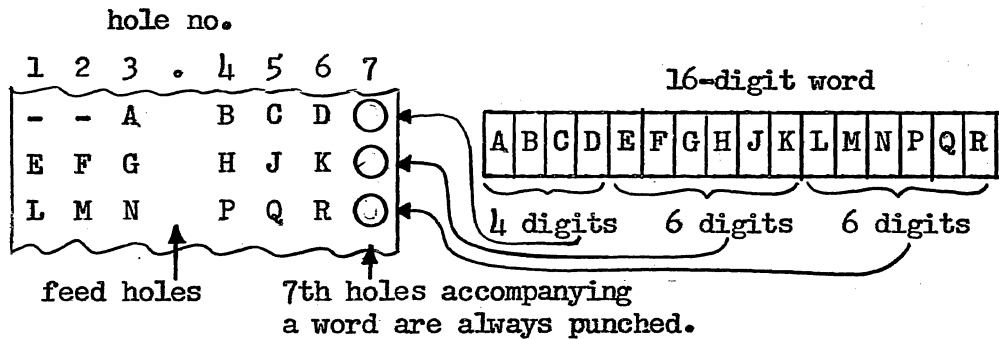 hole no.
1 2 3 . 4 5 6 7
16-digit word
- - A B C D
A B C D E F G H J K L M N P Q R
E F G H J K
L M N P Q R
4 digits 6 digits 6 digits
feed holes
7th holes accompanying
a word are always punched.